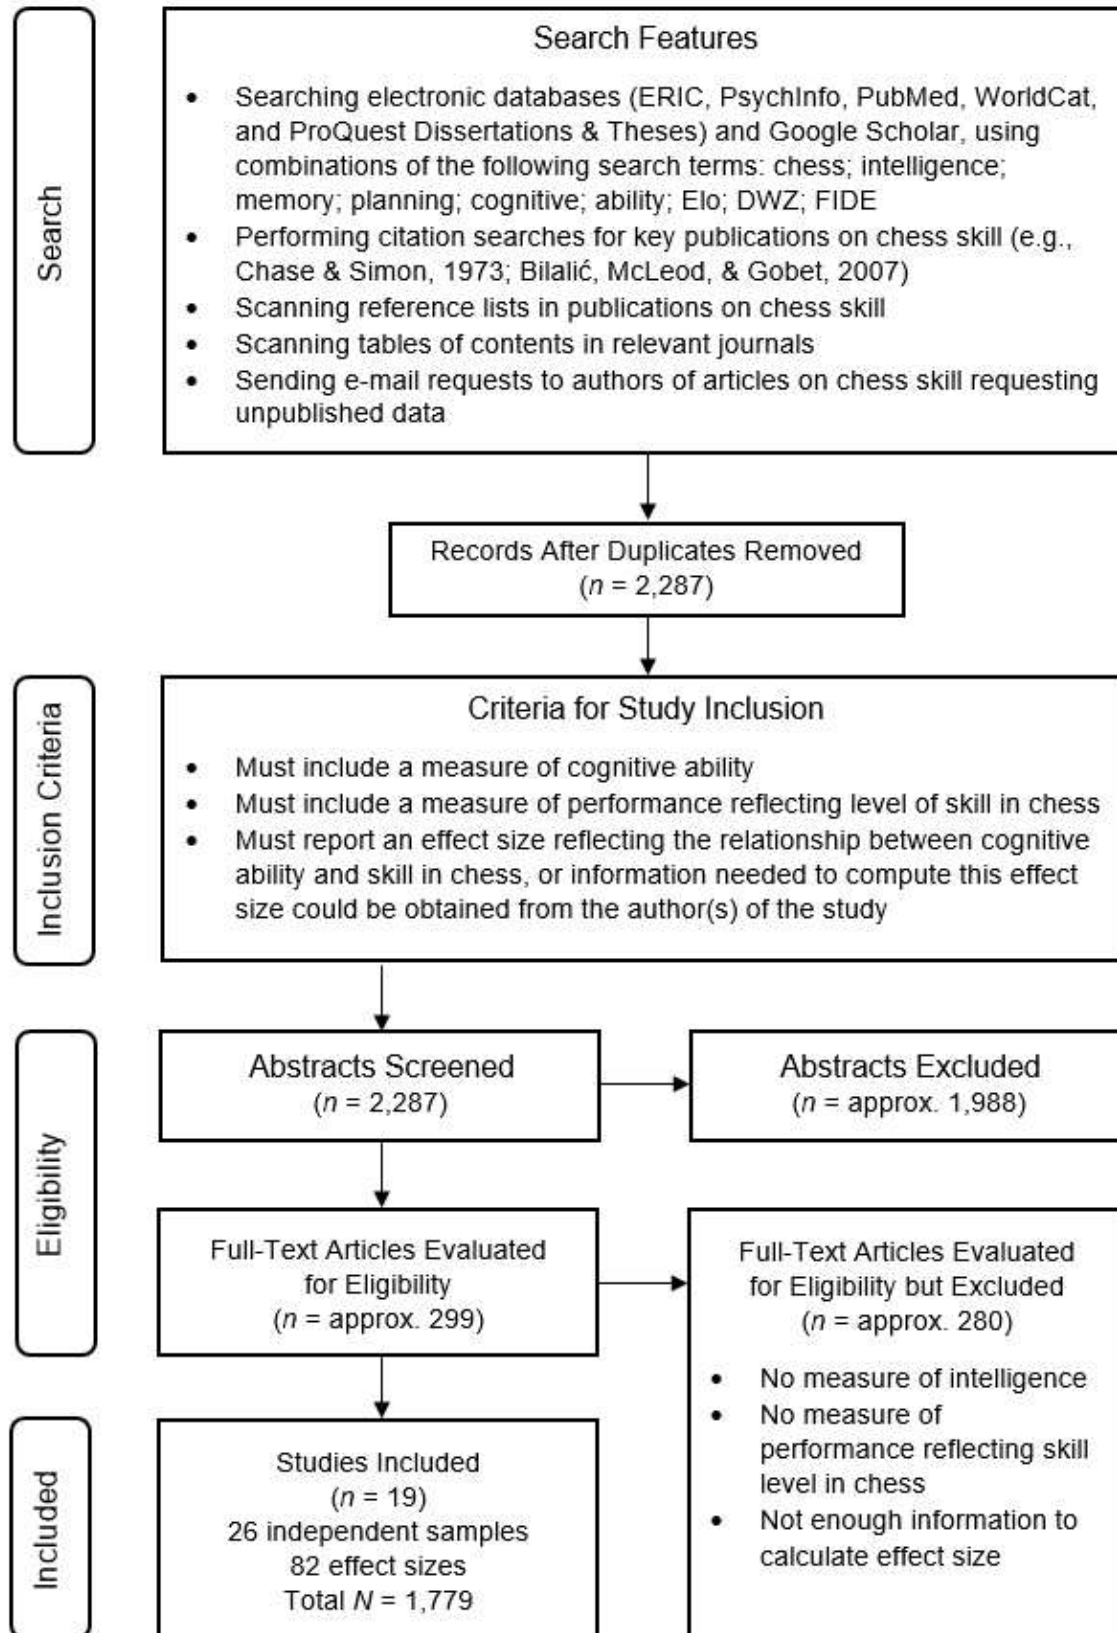 Search
Search Features
• Searching electronic databases (ERIC, PsychInfo, PubMed, WorldCat,
and ProQuest Dissertations & Theses) and Google Scholar, using
combinations of the following search terms: chess; intelligence;
memory; planning; cognitive; ability; Elo; DWZ; FIDE
• Performing citation searches for key publications on chess skill (e.g.,
Chase & Simon, 1973; Bilalić, McLeod, & Gobet, 2007)
• Scanning reference lists in publications on chess skill
• Scanning tables of contents in relevant journals
• Sending e-mail requests to authors of articles on chess skill requesting
unpublished data
Records After Duplicates Removed
(n = 2,287)
Inclusion Criteria
Criteria for Study Inclusion
• Must include a measure of cognitive ability
• Must include a measure of performance reflecting level of skill in chess
• Must report an effect size reflecting the relationship between cognitive
ability and skill in chess, or information needed to compute this effect
size could be obtained from the author(s) of the study
Eligibility
Abstracts Screened
(n = 2,287)
Abstracts Excluded
(n = approx. 1,988)
Full-Text Articles Evaluated
for Eligibility
(n = approx. 299)
Full-Text Articles Evaluated
for Eligibility but Excluded
(n = approx. 280)
• No measure of intelligence
• No measure of
performance reflecting skill
level in chess
• Not enough information to
calculate effect size
Included
Studies Included
(n = 19)
26 independent samples
82 effect sizes
Total N = 1,779